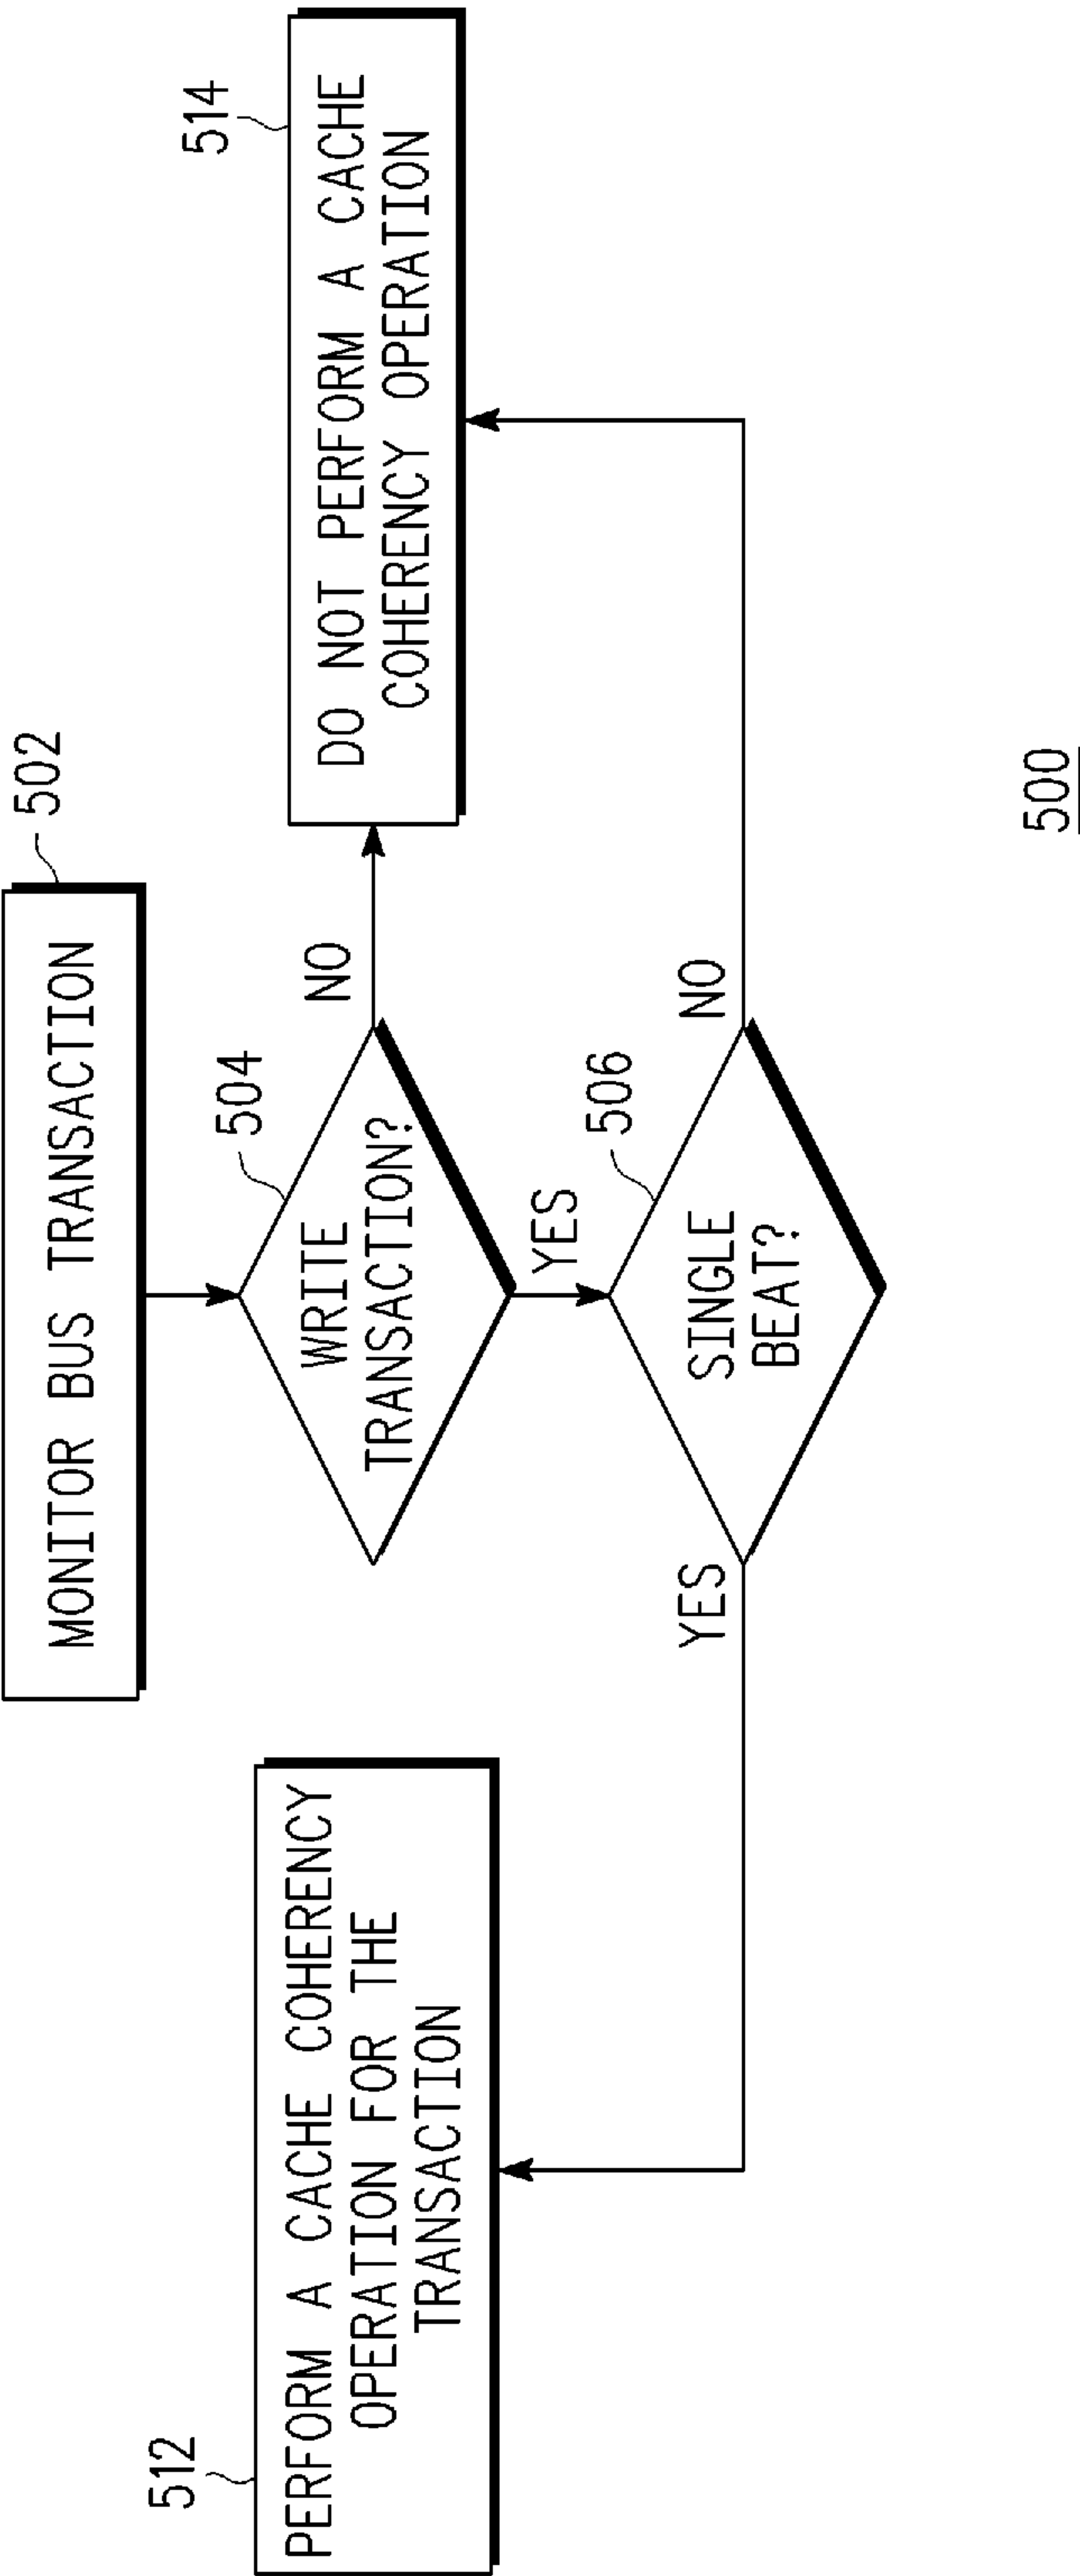 502
MONITOR BUS TRANSACTION
504
WRITE
TRANSACTION?
NO
514
DO NOT PERFORM A CACHE
COHERENCY OPERATION
YES
506
SINGLE
BEAT?
YES
NO
512
PERFORM A CACHE COHERENCY
OPERATION FOR THE
TRANSACTION
500